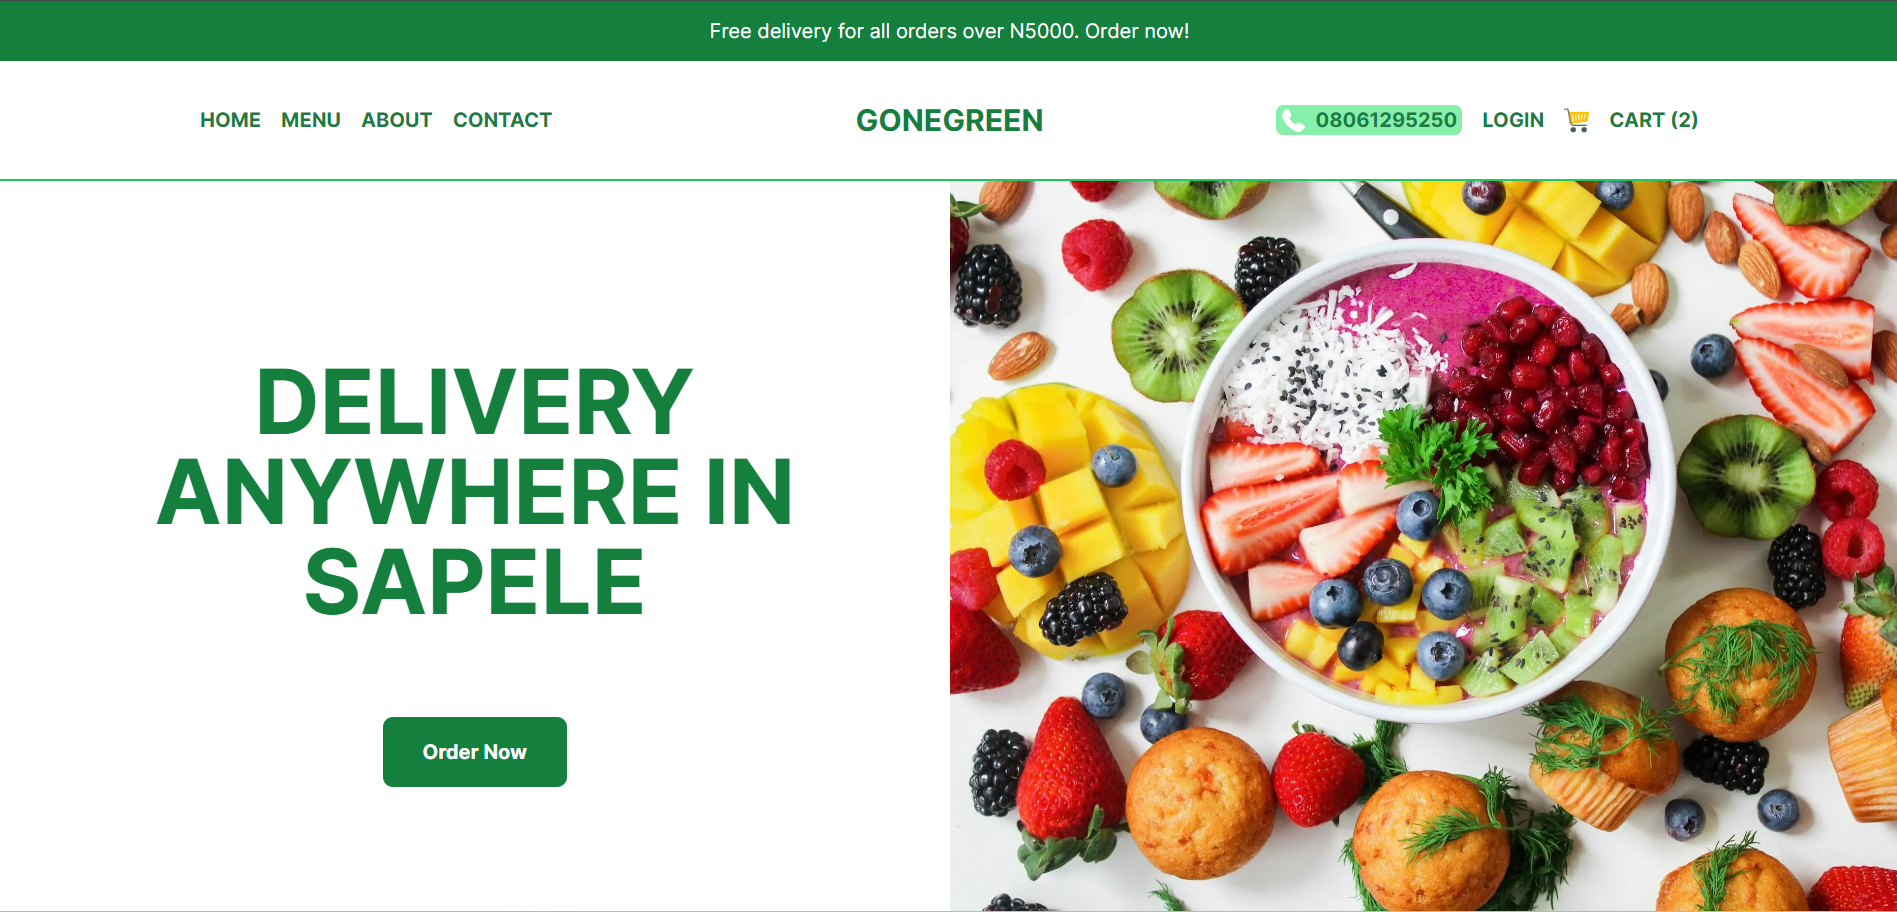 Free delivery for all orders over N5000. Order now!
HOME MENU ABOUT CONTACT
GONEGREEN
08061295250 LOGIN CART (2)
DELIVERY
ANYWHERE IN
SAPELE
Order Now